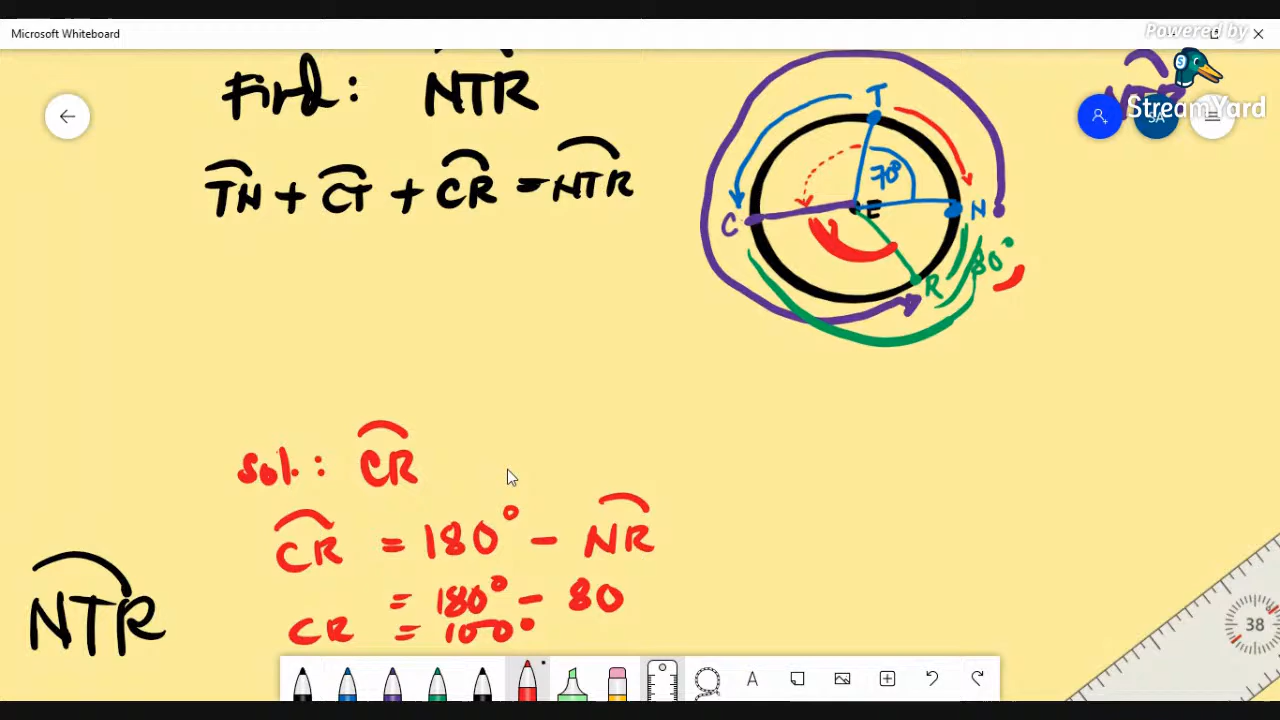 Microsoft Whiteboard
Powered by
StreamYard
SA
Find: NTR
TN + CT + CR = NTR
T
70°
E
N
C
R
80°
Sol.: CR
CR = 180° - NR
= 180° - 80
CR = 100°
NTR
38
A